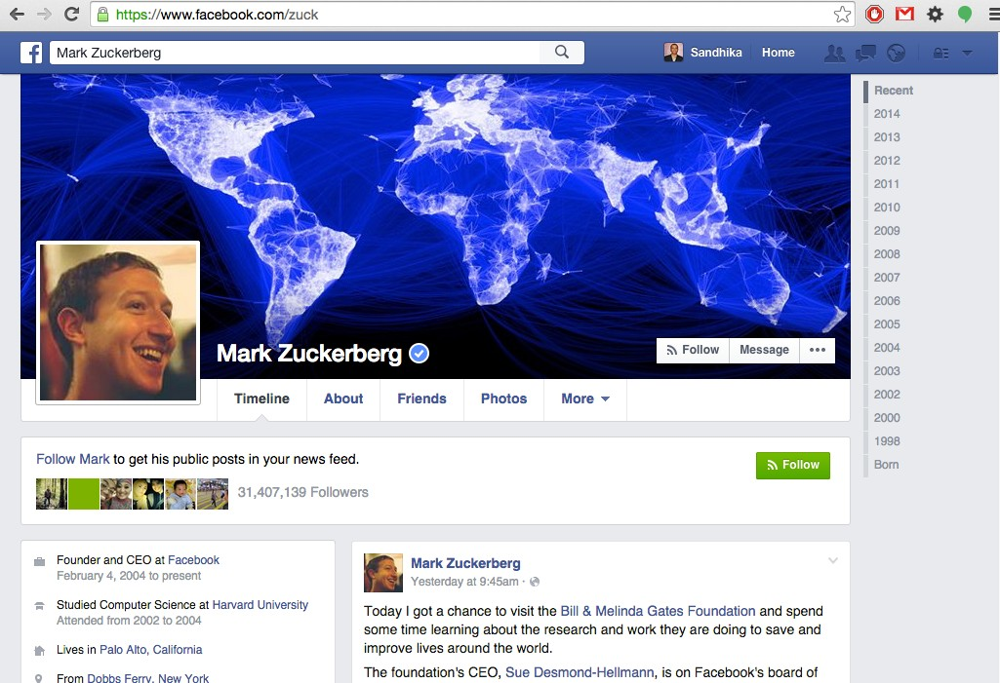 https://www.facebook.com/zuck
f
Mark Zuckerberg
Sandhika
Home
Mark Zuckerberg
Follow
Message
Timeline
About
Friends
Photos
More
Recent
2014
2013
2012
2011
2010
2009
2008
2007
2006
2005
2004
2003
2002
2000
1998
Born
Follow Mark to get his public posts in your news feed.
31,407,139 Followers
Follow
Founder and CEO at Facebook
February 4, 2004 to present
Studied Computer Science at Harvard University
Attended from 2002 to 2004
Lives in Palo Alto, California
From Dobbs Ferry, New York
Mark Zuckerberg
Yesterday at 9:45am ·
Today I got a chance to visit the Bill & Melinda Gates Foundation and spend
some time learning about the research and work they are doing to save and
improve lives around the world.
The foundation's CEO, Sue Desmond-Hellmann, is on Facebook's board of